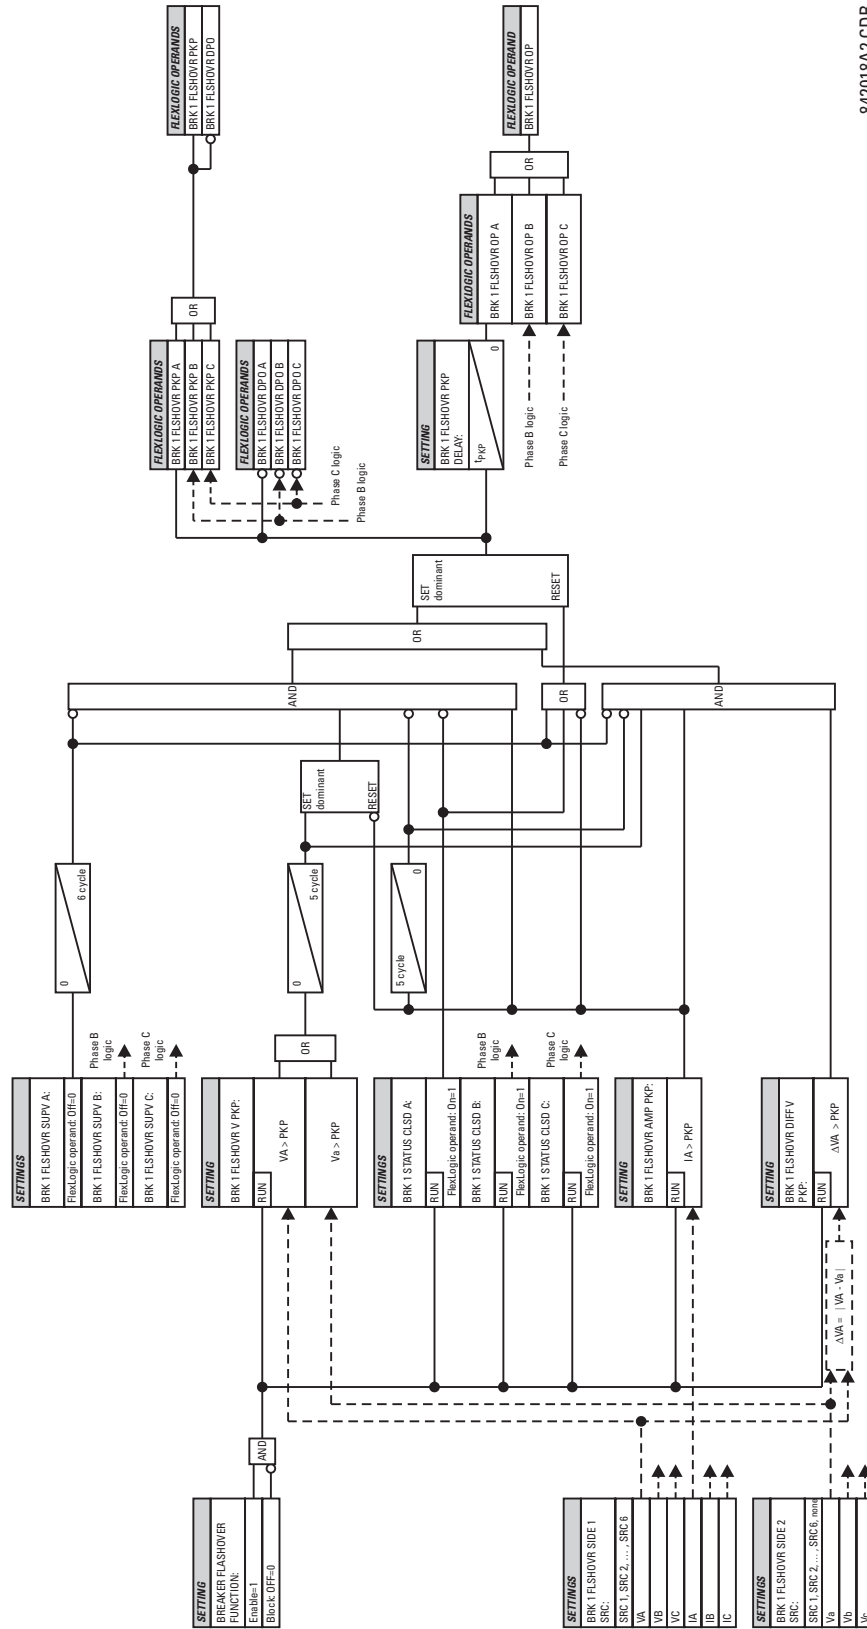 SETTING
BREAKER FLASHOVER
FUNCTION:
Enable=1
Block: OFF=0
AND
SETTINGS
BRK 1 FLSHOVR SIDE 1
SRC:
SRC 1, SRC 2, ... , SRC 6
VA
VB
VC
IA
IB
IC
SETTINGS
BRK 1 FLSHOVR SIDE 2
SRC:
SRC 1, SRC 2, ... , SRC 6, none
Va
Vb
Vc
SETTINGS
BRK 1 FLSHOVR SUPV A:
FlexLogic operand: Off=0
BRK 1 FLSHOVR SUPV B:
FlexLogic operand: Off=0
BRK 1 FLSHOVR SUPV C:
FlexLogic operand: Off=0
Phase B
logic
Phase C
logic
SETTING
BRK 1 FLSHOVR V PKP:
RUN
VA > PKP
Va > PKP
OR
SETTINGS
BRK 1 STATUS CLSD A:
RUN
FlexLogic operand: On=1
BRK 1 STATUS CLSD B:
RUN
FlexLogic operand: On=1
BRK 1 STATUS CLSD C:
RUN
FlexLogic operand: On=1
Phase B
logic
Phase C
logic
SETTING
BRK 1 FLSHOVR AMP PKP:
RUN
IA > PKP
SETTING
BRK 1 FLSHOVR DIFF V
PKP:
RUN
ΔVA > PKP
ΔVA = | VA - Va |
0
6 cycle
0
5 cycle
5 cycle
0
SET
dominant
RESET
AND
OR
AND
OR
SET
dominant
RESET
FLEXLOGIC OPERANDS
BRK 1 FLSHOVR PKP A
BRK 1 FLSHOVR PKP B
BRK 1 FLSHOVR PKP C
OR
FLEXLOGIC OPERANDS
BRK 1 FLSHOVR DPO A
BRK 1 FLSHOVR DPO B
BRK 1 FLSHOVR DPO C
Phase C logic
Phase B logic
SETTING
BRK 1 FLSHOVR PKP
DELAY:
tPKP
0
Phase B logic
Phase C logic
FLEXLOGIC OPERANDS
BRK 1 FLSHOVR OP A
BRK 1 FLSHOVR OP B
BRK 1 FLSHOVR OP C
OR
FLEXLOGIC OPERANDS
BRK 1 FLSHOVR PKP
BRK 1 FLSHOVR DPO
FLEXLOGIC OPERAND
BRK 1 FLSHOVR OP
842018A2.CDR